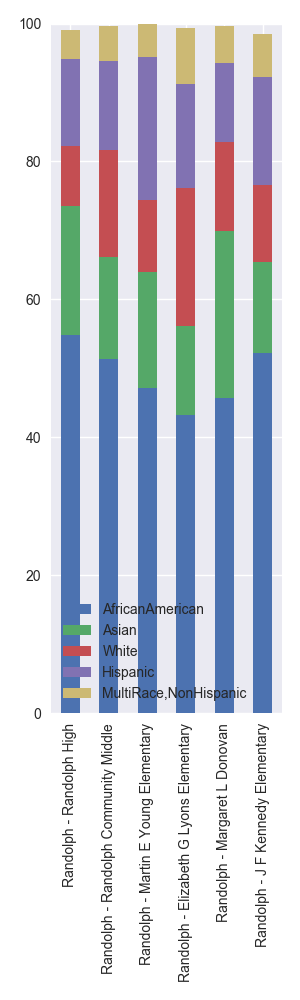 100
80
60
40
20
0
AfricanAmerican
Asian
White
Hispanic
MultiRace,NonHispanic
Randolph - Randolph High
Randolph - Randolph Community Middle
Randolph - Martin E Young Elementary
Randolph - Elizabeth G Lyons Elementary
Randolph - Margaret L Donovan
Randolph - J F Kennedy Elementary